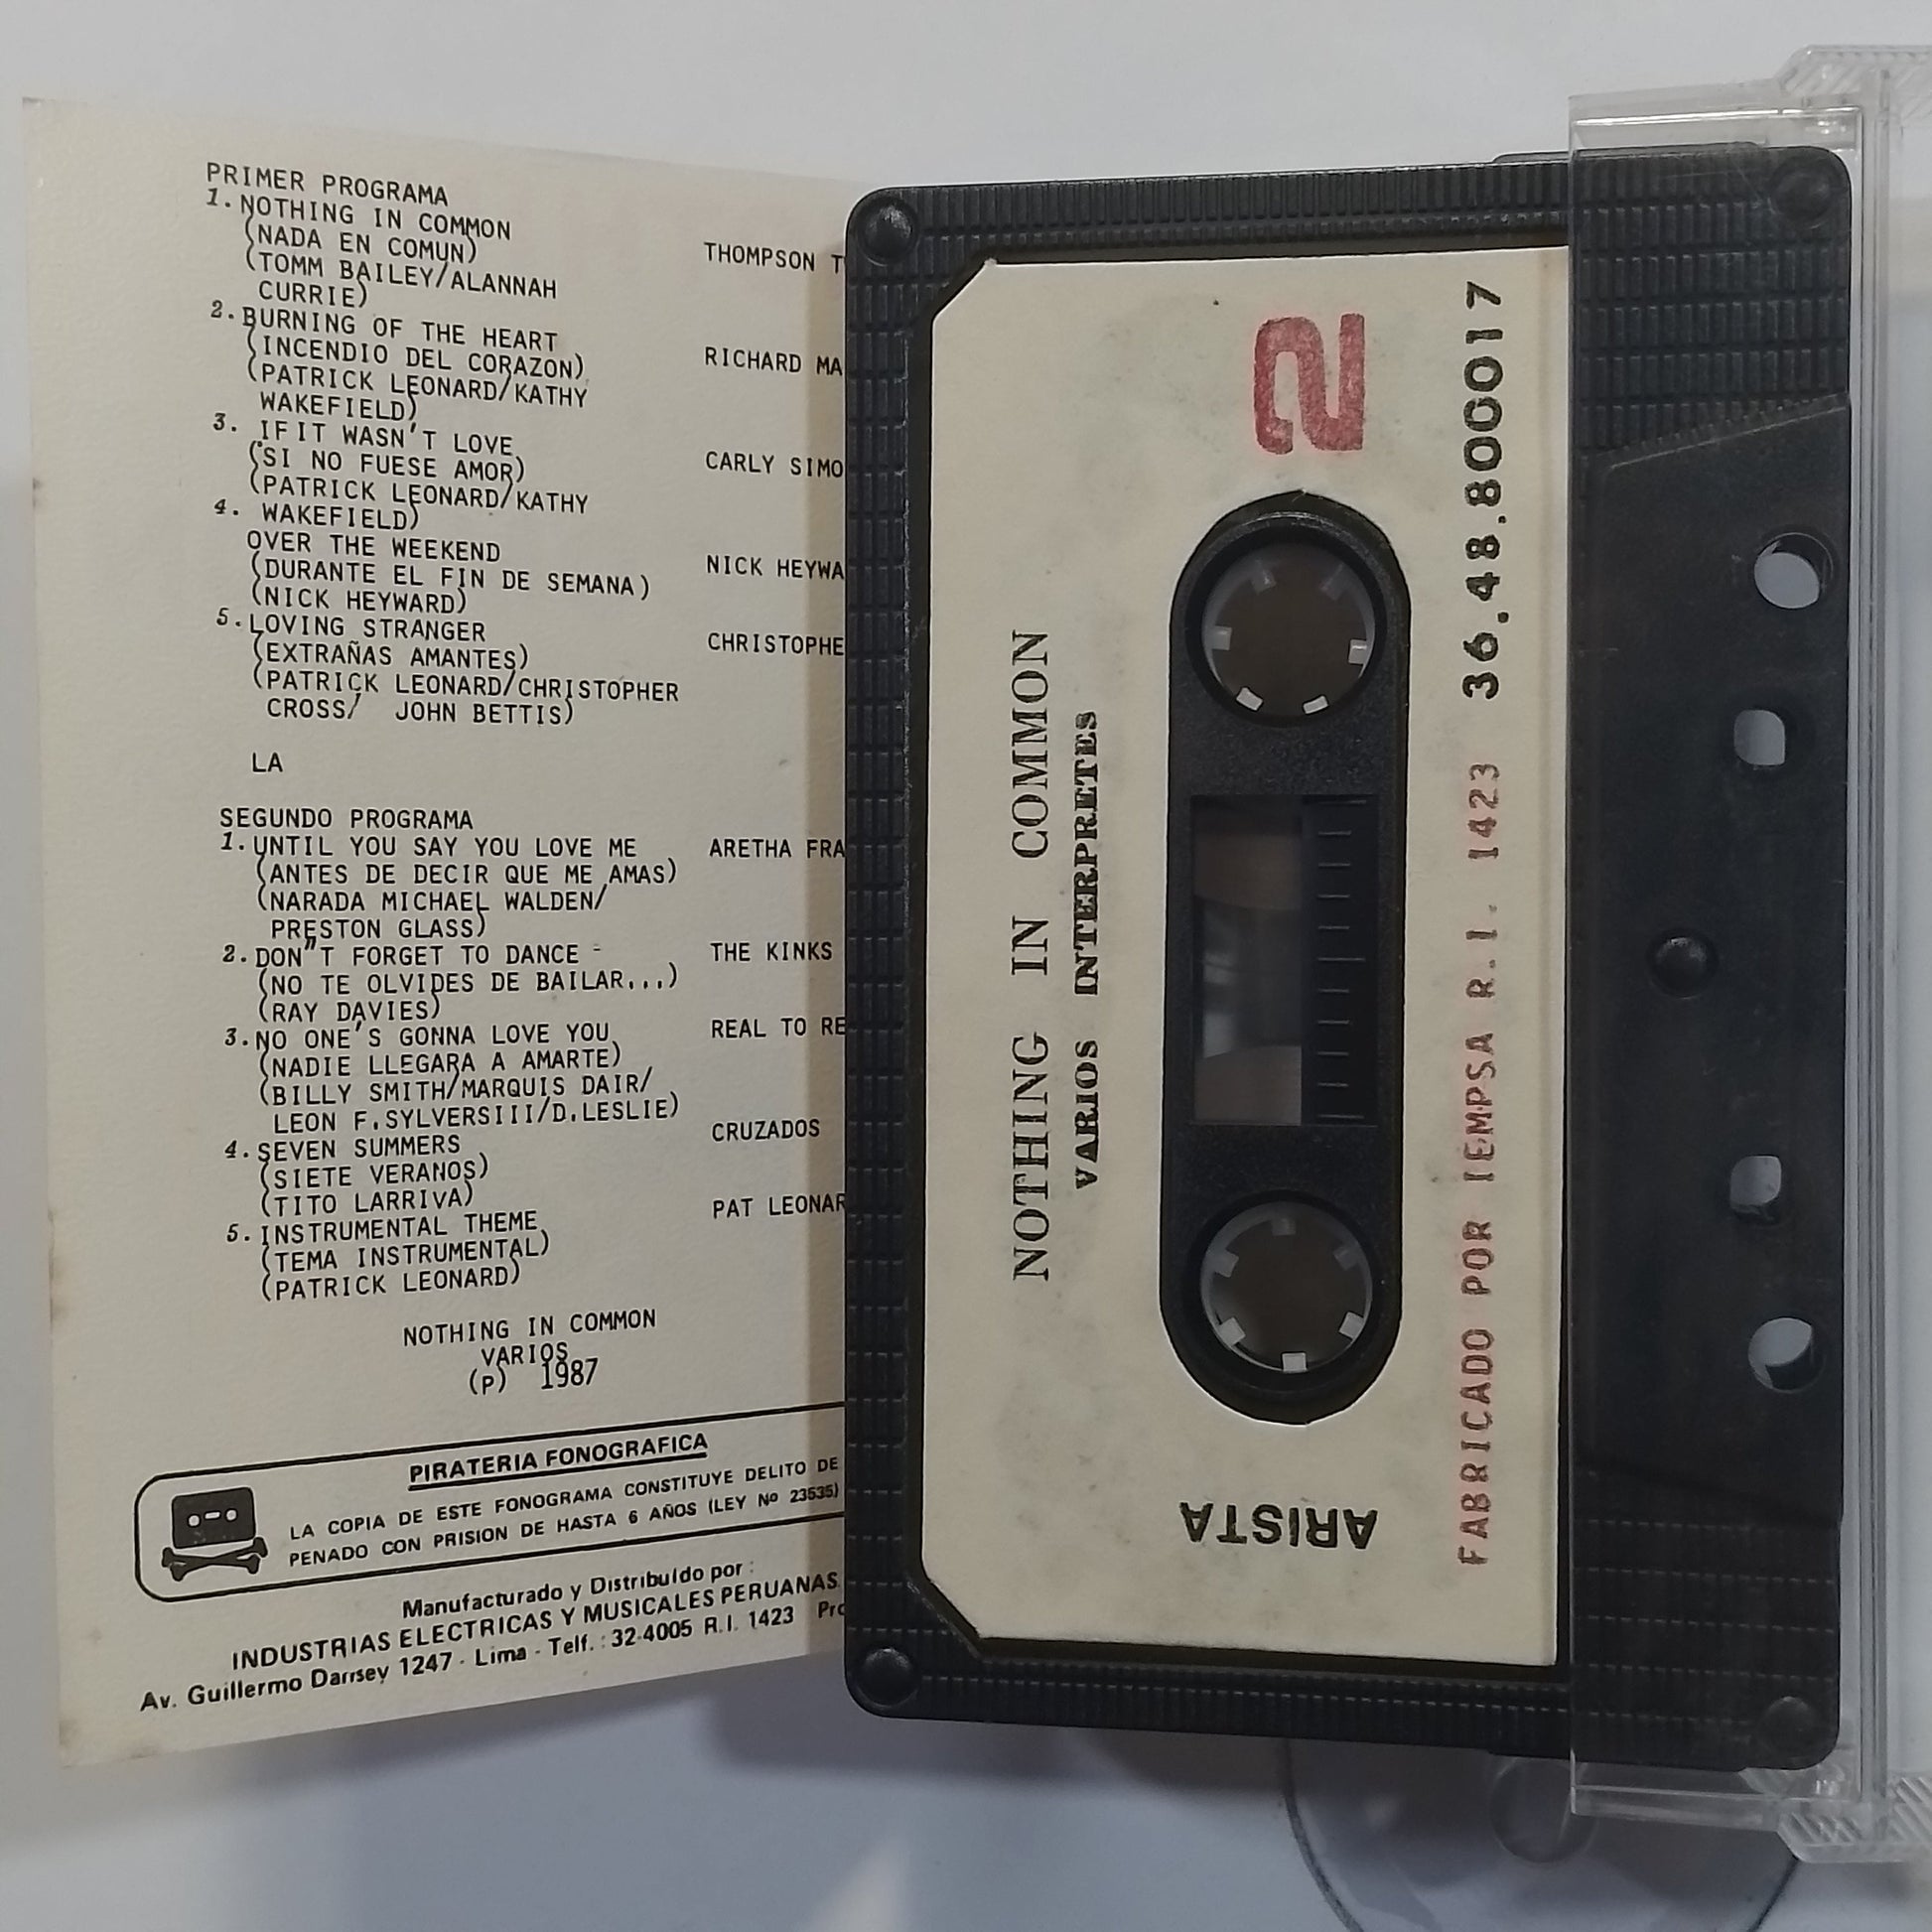 PRIMER PROGRAMA
1. NOTHING IN COMMON
(NADA EN COMUN)
THOMPSON
(TOMM BAILEY/ALANNAH
CURRIE)
2. BURNING OF THE HEART
(INCENDIO DEL CORAZON)
RICHARD
(PATRICK LEONARD/KATHY
WAKEFIELD)
3. IF IT WASN'T LOVE
(SI NO FUESE AMOR)
CARLY SIMO
(PATRICK LEONARD/KATHY
4. WAKEFIELD)
OVER THE WEEKEND
(DURANTE EL FIN DE SEMANA)
NICK HEYWA
(NICK HEYWARD)
5. LOVING STRANGER
CHRISTOPHE
(EXTRAÑAS AMANTES)
(PATRICK LEONARD/CHRISTOPHER
CROSS/ JOHN BETTIS)
LA
SEGUNDO PROGRAMA
1. UNTIL YOU SAY YOU LOVE ME
ARETHA FRA
(ANTES DE DECIR QUE ME AMAS)
(NARADA MICHAEL WALDEN/
PRESTON GLASS)
2. DON"T FORGET TO DANCE -
THE KINKS
(NO TE OLVIDES DE BAILAR...)
(RAY DAVIES)
3. NO ONE'S GONNA LOVE YOU
REAL TO RE
(NADIE LLEGARA A AMARTE)
(BILLY SMITH/MARQUIS DAIR/
LEON F.SYLVERSIII/D.LESLIE)
4. SEVEN SUMMERS
CRUZADOS
(SIETE VERANOS)
(TITO LARRIVA)
5. INSTRUMENTAL THEME
PAT LEONAR
(TEMA INSTRUMENTAL)
(PATRICK LEONARD)
NOTHING IN COMMON
VARIOS
(P) 1987
PIRATERIA FONOGRAFICA
LA COPIA DE ESTE FONOGRAMA CONSTITUYE DELITO DE
PENADO CON PRISION DE HASTA 6 AÑOS (LEY Nº 23535)
Manufacturado y Distribuido por :
INDUSTRIAS ELECTRICAS Y MUSICALES PERUANAS
Av. Guillermo Dansey 1247 - Lima - Telf. : 32-4005 R.I. 1423
NOTHING IN COMMON
VARIOS INTERPRETES
2
ARISTA
FABRICADO POR IEMPSA R.I. 1423 36.48.800017